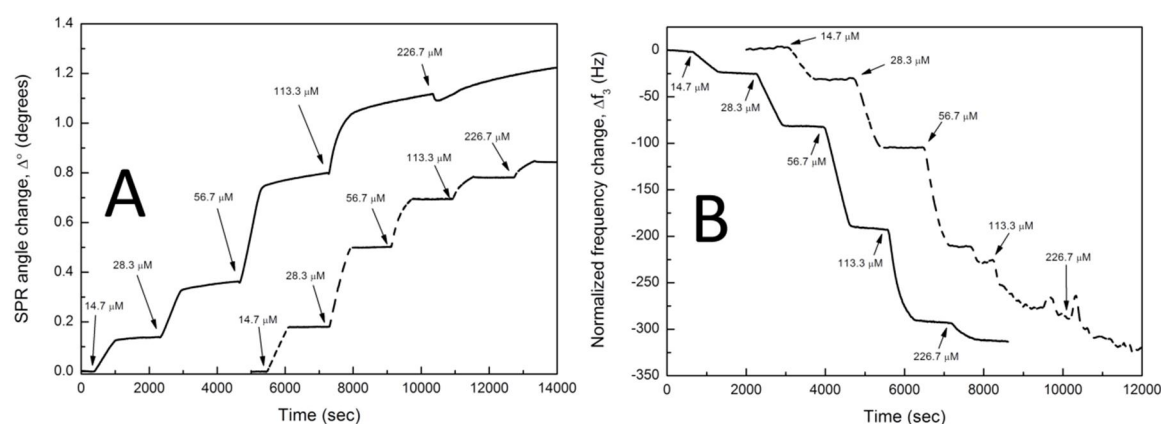 A
SPR angle change, Δ° (degrees)
1.4
1.2
1.0
0.8
0.6
0.4
0.2
0.0
14.7 µM
28.3 µM
56.7 µM
113.3 µM
226.7 µM
14.7 µM
28.3 µM
56.7 µM
113.3 µM
226.7 µM
0 2000 4000 6000 8000 10000 12000 14000
Time (sec)
B
Normalized frequency change, Δf3 (Hz)
0
-50
-100
-150
-200
-250
-300
-350
14.7 µM
28.3 µM
56.7 µM
113.3 µM
226.7 µM
14.7 µM
28.3 µM
56.7 µM
113.3 µM
226.7 µM
0 2000 4000 6000 8000 10000 12000
Time (sec)